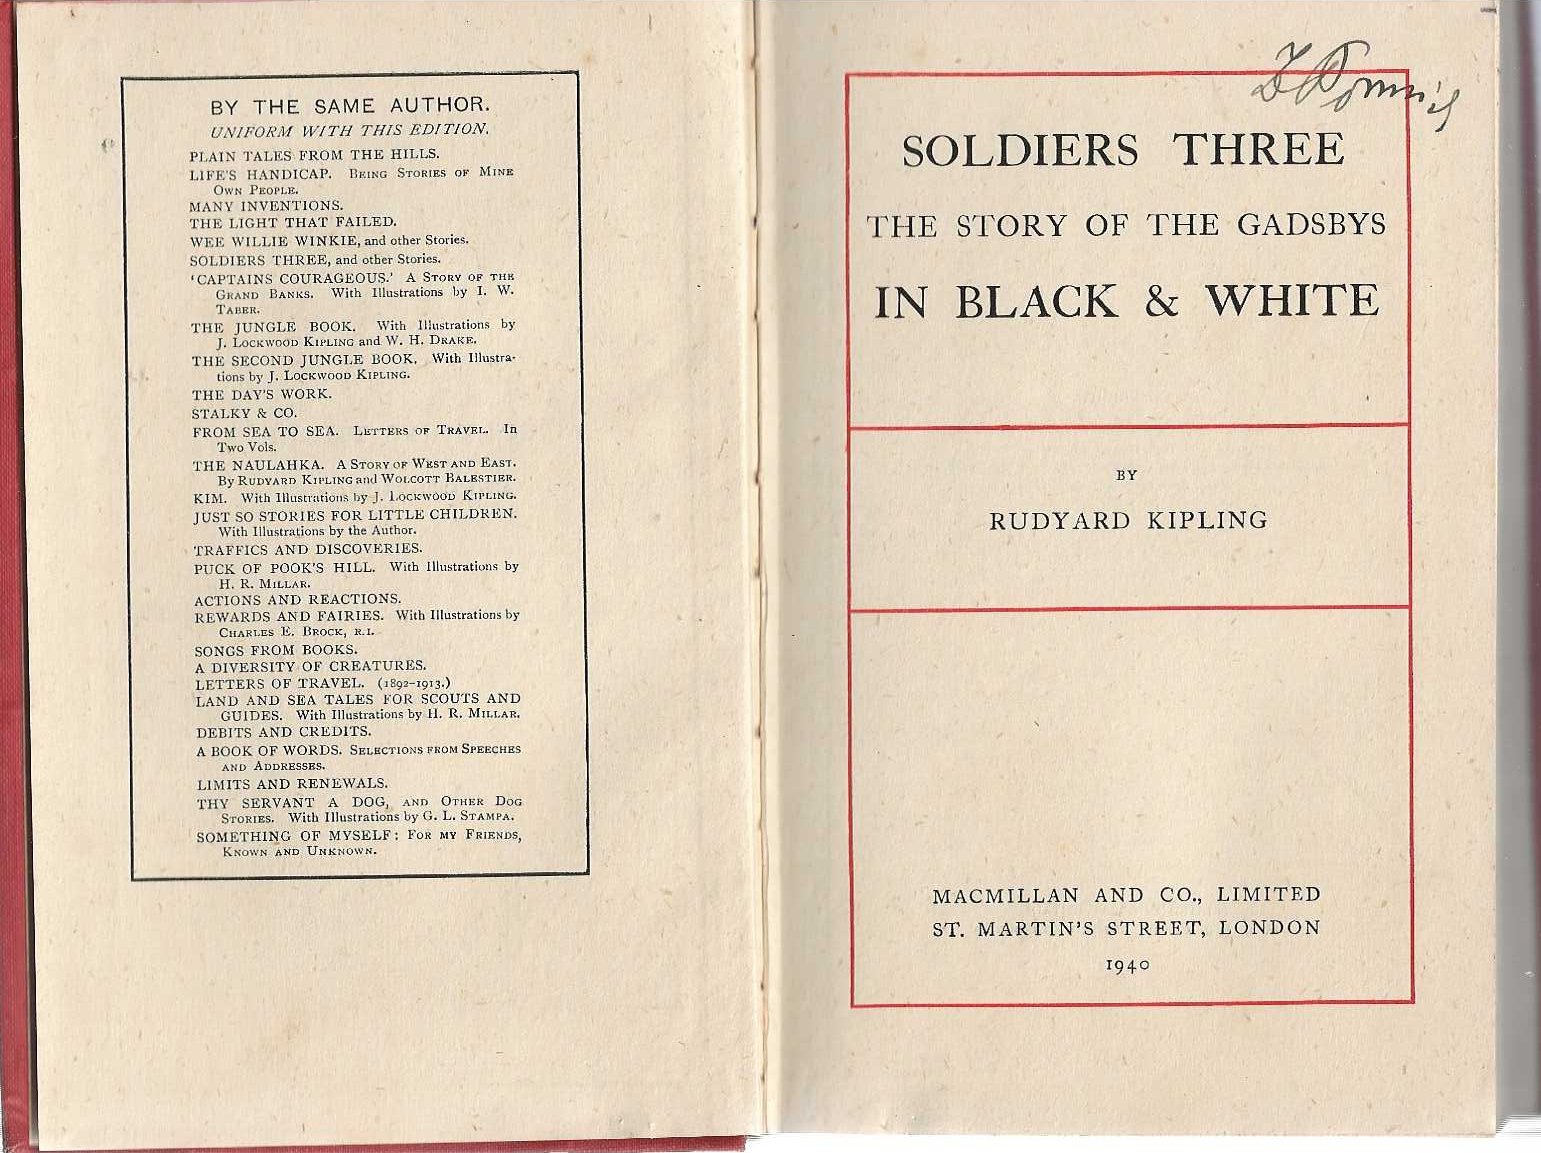 BY THE SAME AUTHOR.
UNIFORM WITH THIS EDITION.
PLAIN TALES FROM THE HILLS.
LIFE'S HANDICAP. BEING STORIES OF MINE
OWN PEOPLE.
MANY INVENTIONS.
THE LIGHT THAT FAILED.
WEE WILLIE WINKIE, and other Stories.
SOLDIERS THREE, and other Stories.
'CAPTAINS COURAGEOUS.' A STORY OF THE
GRAND BANKS. With Illustrations by I. W.
TABER.
THE JUNGLE BOOK. With Illustrations by
J. LOCKWOOD KIPLING and W. H. DRAKE.
THE SECOND JUNGLE BOOK. With Illustra-
tions by J. LOCKWOOD KIPLING.
THE DAY'S WORK.
STALKY & CO.
FROM SEA TO SEA. LETTERS OF TRAVEL. In
Two Vols.
THE NAULAHKA. A STORY OF WEST AND EAST.
By RUDYARD KIPLING and WOLCOTT BALESTIER.
KIM. With Illustrations by J. LOCKWOOD KIPLING.
JUST SO STORIES FOR LITTLE CHILDREN.
With Illustrations by the Author.
TRAFFICS AND DISCOVERIES.
PUCK OF POOK'S HILL. With Illustrations by
H. R. MILLAR.
ACTIONS AND REACTIONS.
REWARDS AND FAIRIES. With Illustrations by
CHARLES E. BROCK, R.I.
SONGS FROM BOOKS.
A DIVERSITY OF CREATURES.
LETTERS OF TRAVEL. (1892-1913.)
LAND AND SEA TALES FOR SCOUTS AND
GUIDES. With Illustrations by H. R. MILLAR.
DEBITS AND CREDITS.
A BOOK OF WORDS. SELECTIONS FROM SPEECHES
AND ADDRESSES.
LIMITS AND RENEWALS.
THY SERVANT A DOG, AND OTHER DOG
STORIES. With Illustrations by G. L. STAMPA.
SOMETHING OF MYSELF: FOR MY FRIENDS,
KNOWN AND UNKNOWN.
SOLDIERS THREE
THE STORY OF THE GADSBYS
IN BLACK & WHITE
BY
RUDYARD KIPLING
MACMILLAN AND CO., LIMITED
ST. MARTIN'S STREET, LONDON
1940